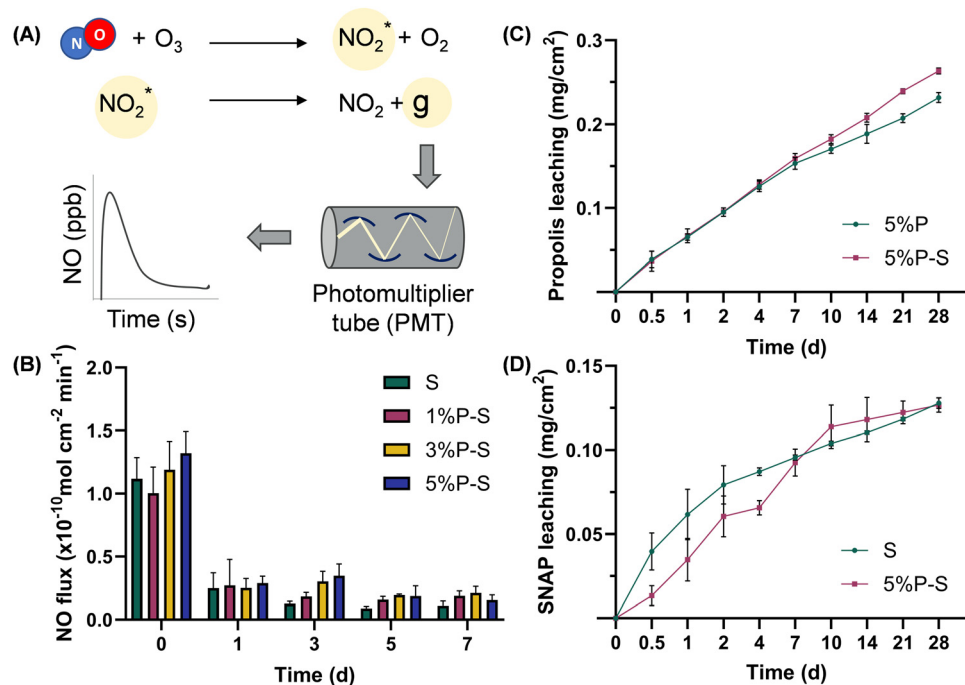 (A)
N O + O3 NO2* + O2
NO2* NO2 + g
NO (ppb)
Time (s)
Photomultiplier
tube (PMT)
(B)
NO flux (x10-10mol cm-2 min-1)
2.0
1.5
1.0
0.5
0.0
0 1 3 5 7
Time (d)
S
1%P-S
3%P-S
5%P-S
(C)
Propolis leaching (mg/cm2)
0.3
0.2
0.1
0 0.5 1 2 4 7 10 14 21 28
Time (d)
5%P
5%P-S
(D)
SNAP leaching (mg/cm2)
0.15
0.10
0.05
0 0.5 1 2 4 7 10 14 21 28
Time (d)
S
5%P-S